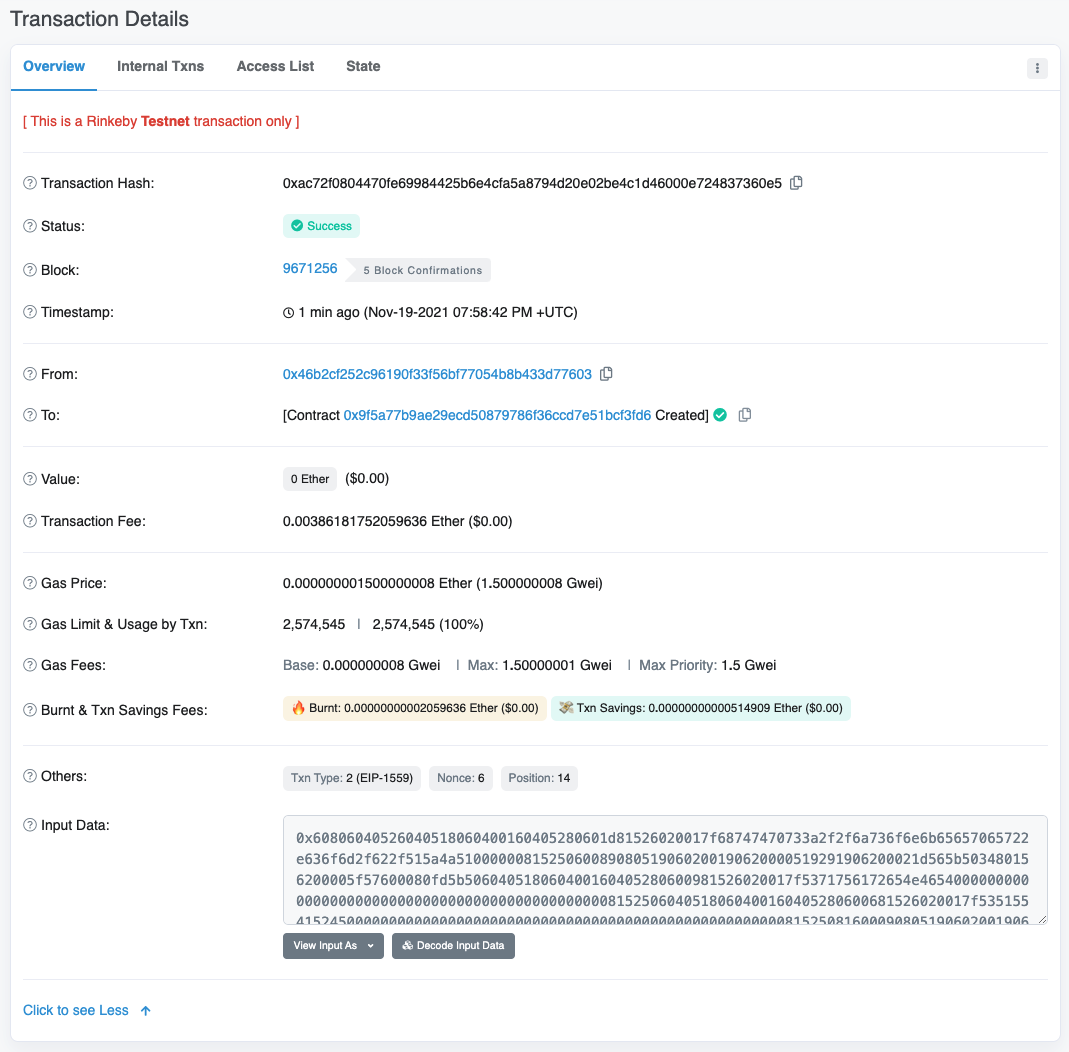 Transaction Details
Overview Internal Txns Access List State
[ This is a Rinkeby Testnet transaction only ]
Transaction Hash: 0xac72f0804470fe69984425b6e4cfa5a8794d20e02be4c1d46000e724837360e5
Status: Success
Block: 9671256 5 Block Confirmations
Timestamp: 1 min ago (Nov-19-2021 07:58:42 PM +UTC)
From: 0x46b2cf252c96190f33f56bf77054b8b433d77603
To: [Contract 0x9f5a77b9ae29ecd50879786f36ccd7e51bcf3fd6 Created]
Value: 0 Ether ($0.00)
Transaction Fee: 0.00386181752059636 Ether ($0.00)
Gas Price: 0.000000001500000008 Ether (1.500000008 Gwei)
Gas Limit & Usage by Txn: 2,574,545 | 2,574,545 (100%)
Gas Fees: Base: 0.000000008 Gwei | Max: 1.50000001 Gwei | Max Priority: 1.5 Gwei
Burnt & Txn Savings Fees: Burnt: 0.00000000002059636 Ether ($0.00) Txn Savings: 0.00000000000514909 Ether ($0.00)
Others: Txn Type: 2 (EIP-1559) Nonce: 6 Position: 14
Input Data: 0x60806040526040518060400160405280601d81526020017f68747470733a2f2f6a736f6e6b65657065722
e636f6d2f622f515a4a5100000081525060089080519060200190620000519291906200021d565b503480156
200005f57600080fd5b506040518060400160405280600981526020017f5371756172654e4654000000000
00000000000000000000000000000000000008152506040518060400160405280600681526020017f535155
4152450000000000000000000000000000000000000000000000000000815250816000908051906020001906
View Input As Decode Input Data
Click to see Less